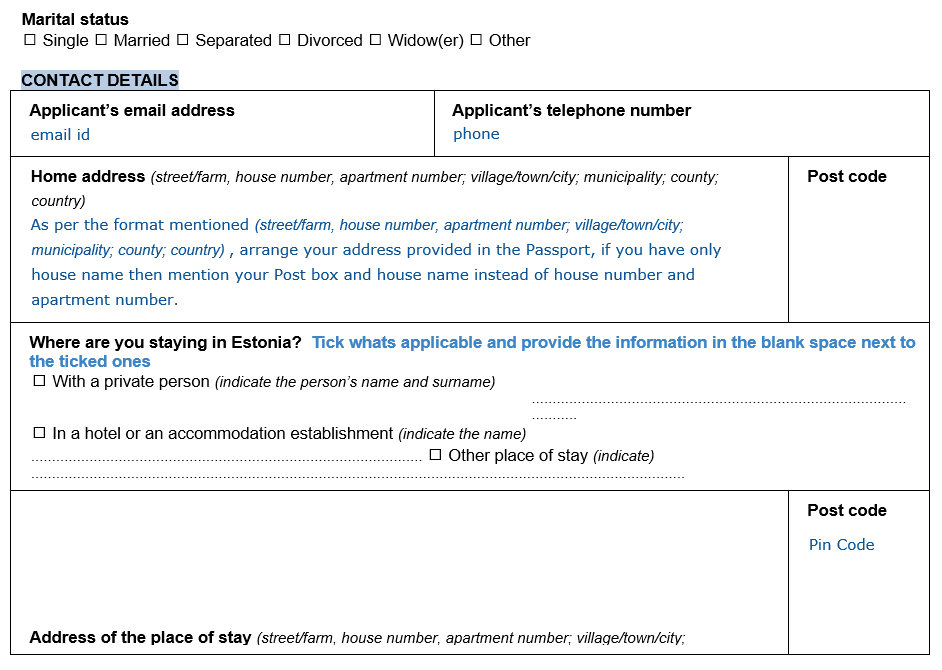 Marital status
☐ Single ☐ Married ☐ Separated ☐ Divorced ☐ Widow(er) ☐ Other
CONTACT DETAILS
Applicant’s email address
email id
Applicant’s telephone number
phone
Home address (street/farm, house number, apartment number; village/town/city; municipality; county;
country)
As per the format mentioned (street/farm, house number, apartment number; village/town/city;
municipality; county; country) , arrange your address provided in the Passport, if you have only
house name then mention your Post box and house name instead of house number and
apartment number.
Post code
Where are you staying in Estonia? Tick whats applicable and provide the information in the blank space next to
the ticked ones
☐ With a private person (indicate the person’s name and surname)
..........................................................................................
...........
☐ In a hotel or an accommodation establishment (indicate the name)
.............................................................................................. ☐ Other place of stay (indicate)
..............................................................................................................................................................
Post code
Pin Code
Address of the place of stay (street/farm, house number, apartment number; village/town/city;